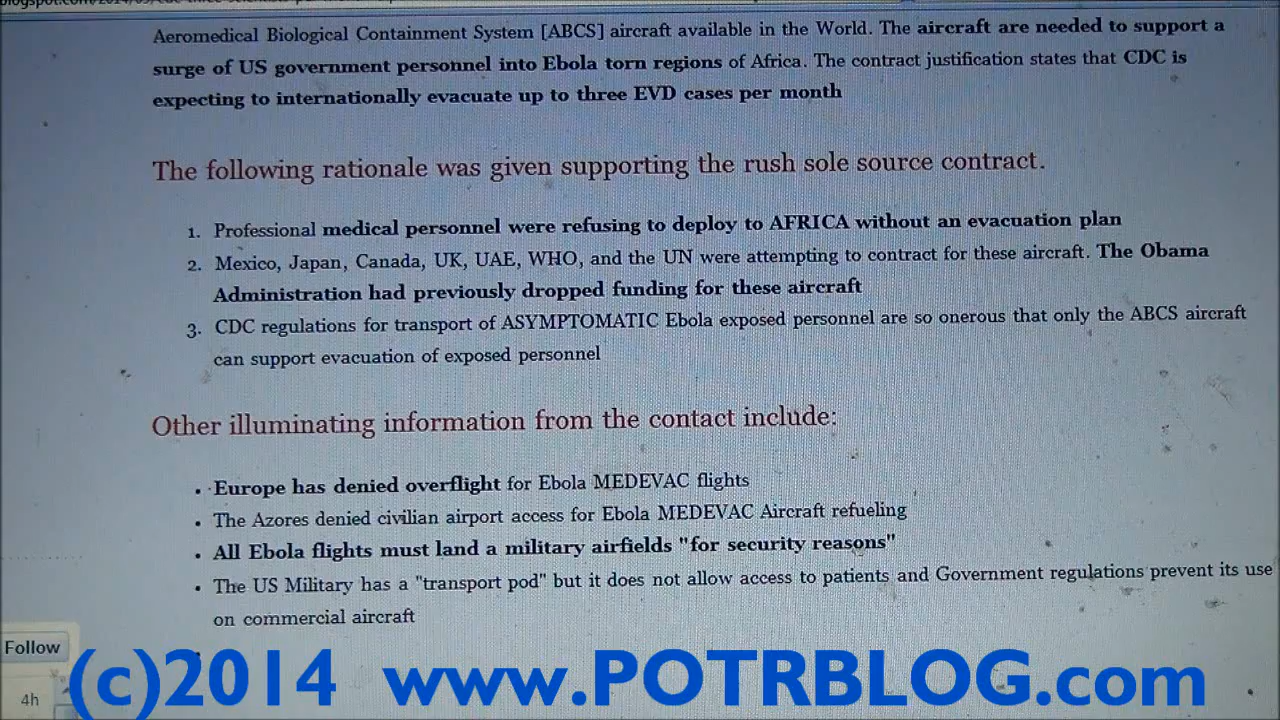 Aeromedical Biological Containment System [ABCS] aircraft available in the World. The aircraft are needed to support a
surge of US government personnel into Ebola torn regions of Africa. The contract justification states that CDC is
expecting to internationally evacuate up to three EVD cases per month
The following rationale was given supporting the rush sole source contract.
1. Professional medical personnel were refusing to deploy to AFRICA without an evacuation plan
2. Mexico, Japan, Canada, UK, UAE, WHO, and the UN were attempting to contract for these aircraft. The Obama
Administration had previously dropped funding for these aircraft
3. CDC regulations for transport of ASYMPTOMATIC Ebola exposed personnel are so onerous that only the ABCS aircraft
can support evacuation of exposed personnel
Other illuminating information from the contact include:
• Europe has denied overflight for Ebola MEDEVAC flights
• The Azores denied civilian airport access for Ebola MEDEVAC Aircraft refueling
• All Ebola flights must land a military airfields "for security reasons"
• The US Military has a "transport pod" but it does not allow access to patients and Government regulations prevent its use
on commercial aircraft
Follow
4h
(c)2014 www.POTRBLOG.com